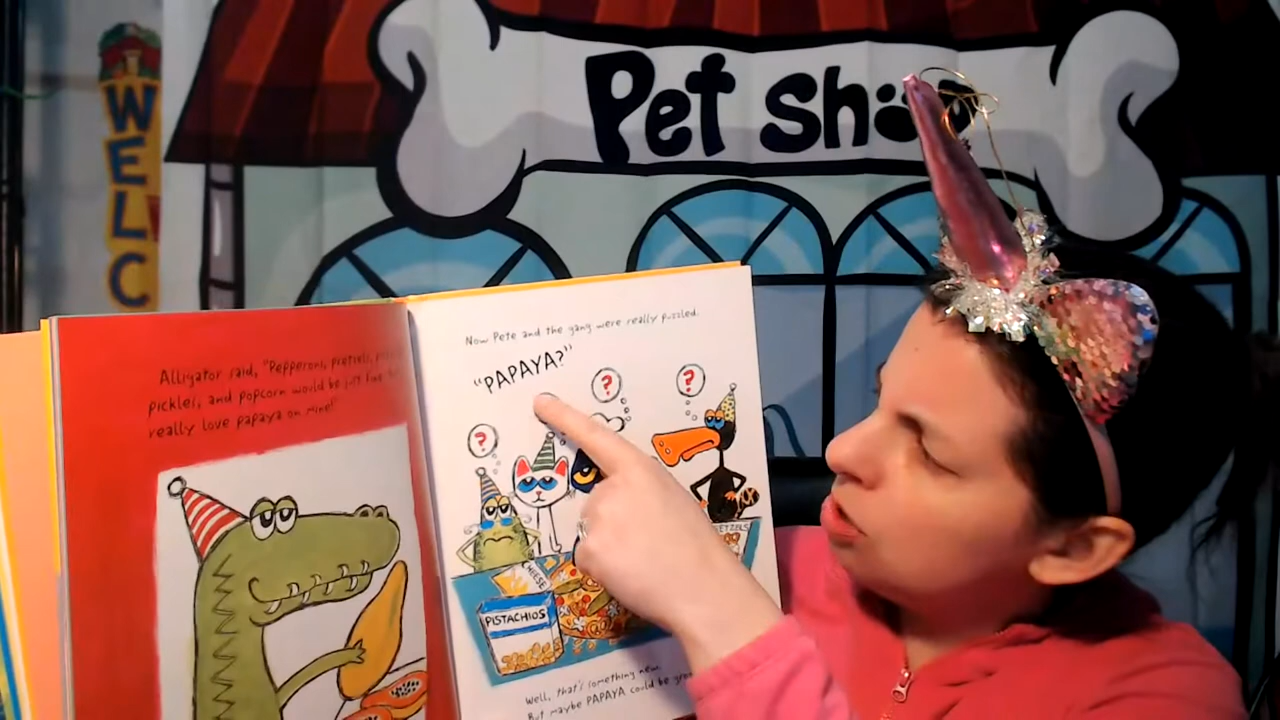 Pet Shop
WELC
Alligator said, "Pepperoni, pretzels,
pickles, and popcorn would be just fine.
really love papaya on mine!"
Now Pete and the gang were really puzzled.
"PAPAYA?"
?
?
?
CHEESE
PISTACHIOS
Well, that's something new.
But maybe PAPAYA could be